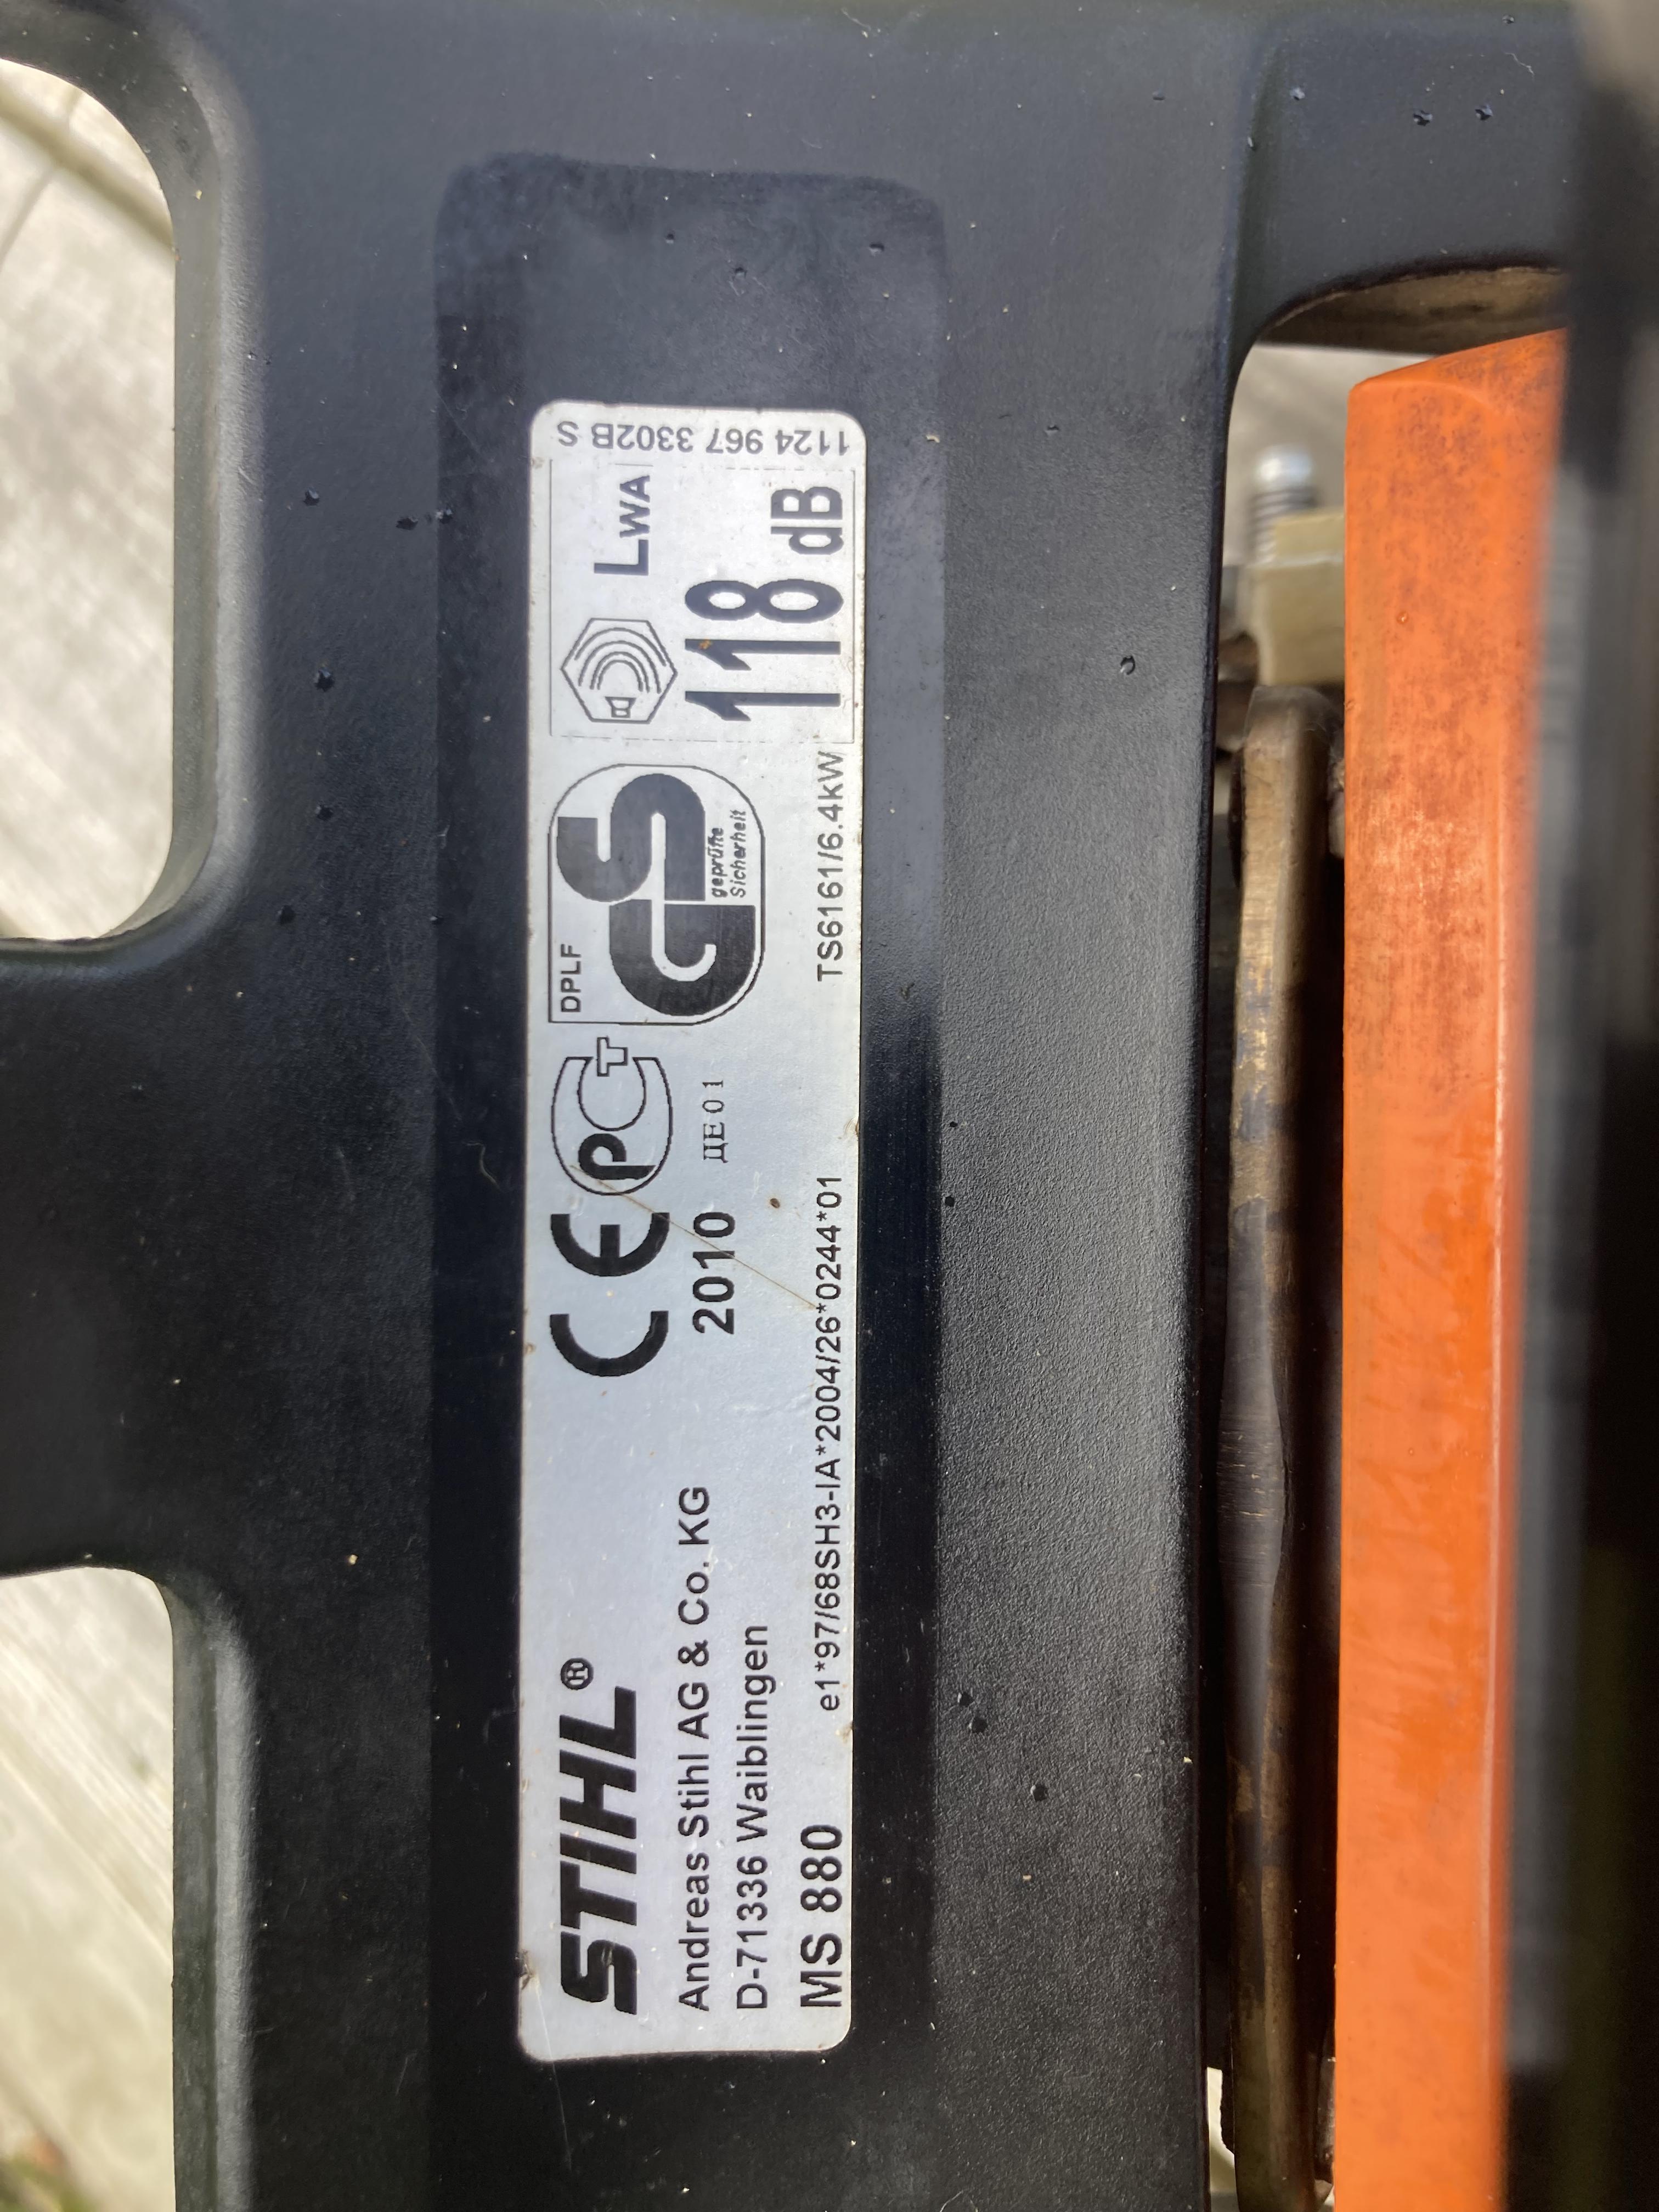 STIHL®
Andreas Stihl AG & Co. KG
D-71336 Waiblingen
MS 880
e1*97/68SH3-IA*2004/26*0244*01
CE
2010
PCT
ДЕ01
DPLF
GS
geprüfte
Sicherheit
TS6161/6.4kW
LWA
118 dB
1124 967 3302B S